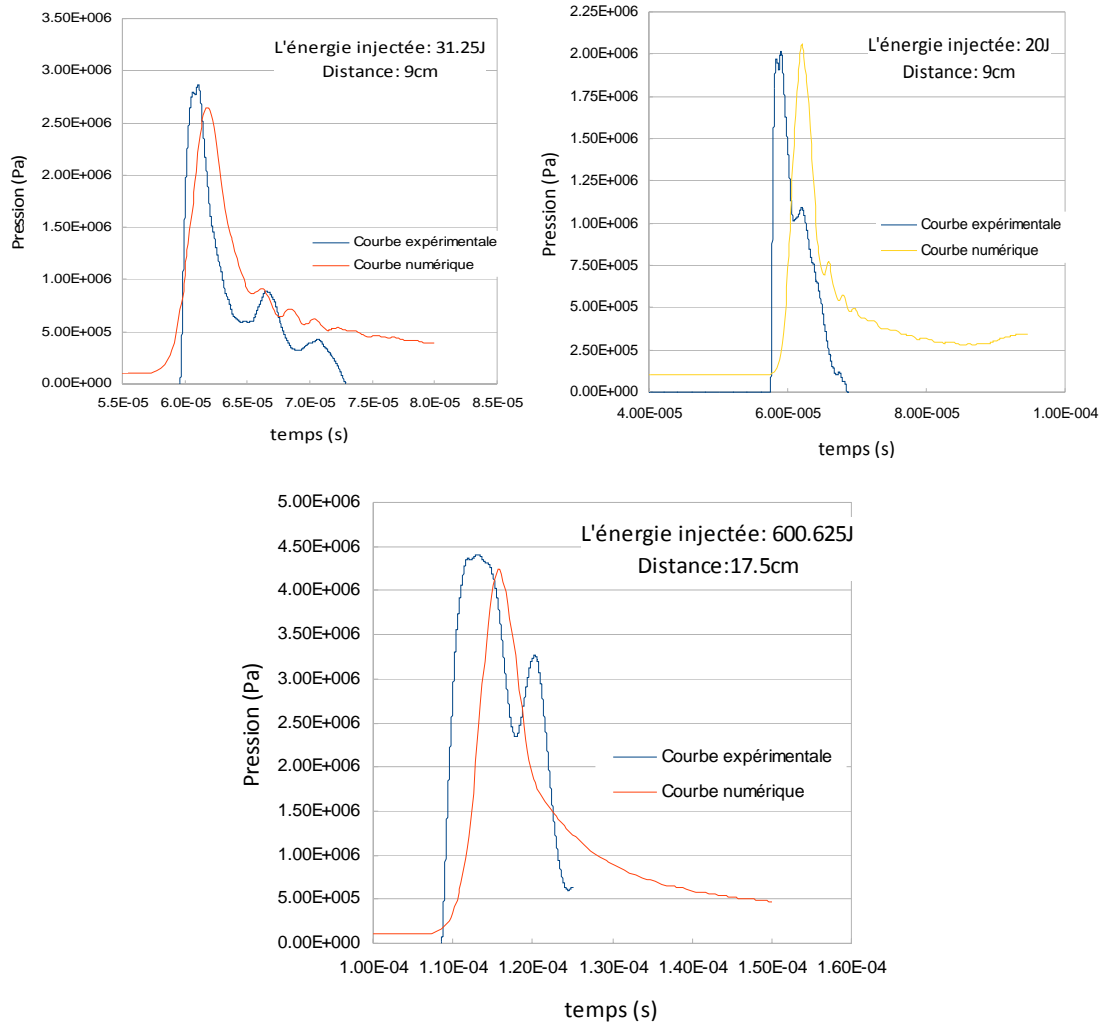 3.50E+006
3.00E+006
2.50E+006
2.00E+006
1.50E+006
1.00E+006
5.00E+005
0.00E+000
Pression (Pa)
L'énergie injectée: 31.25J
Distance: 9cm
Courbe expérimentale
Courbe numérique
5.5E-05 6.0E-05 6.5E-05 7.0E-05 7.5E-05 8.0E-05 8.5E-05
temps (s)
2.25E+006
2.00E+006
1.75E+006
1.50E+006
1.25E+006
1.00E+006
7.50E+005
5.00E+005
2.50E+005
0.00E+000
Pression (Pa)
L'énergie injectée: 20J
Distance: 9cm
Courbe expérimentale
Courbe numérique
4.00E-005 6.00E-005 8.00E-005 1.00E-004
temps (s)
5.00E+006
4.50E+006
4.00E+006
3.50E+006
3.00E+006
2.50E+006
2.00E+006
1.50E+006
1.00E+006
5.00E+005
0.00E+000
Pression (Pa)
L'énergie injectée: 600.625J
Distance:17.5cm
Courbe expérimentale
Courbe numérique
1.00E-04 1.10E-04 1.20E-04 1.30E-04 1.40E-04 1.50E-04 1.60E-04
temps (s)